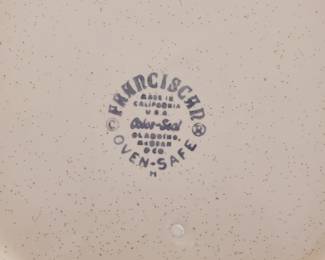 © FRANCISCAN ®
MADE IN
CALIFORNIA
U.S.A.
Color-Seal
GLADDING,
McBEAN
& CO.
OVEN-SAFE